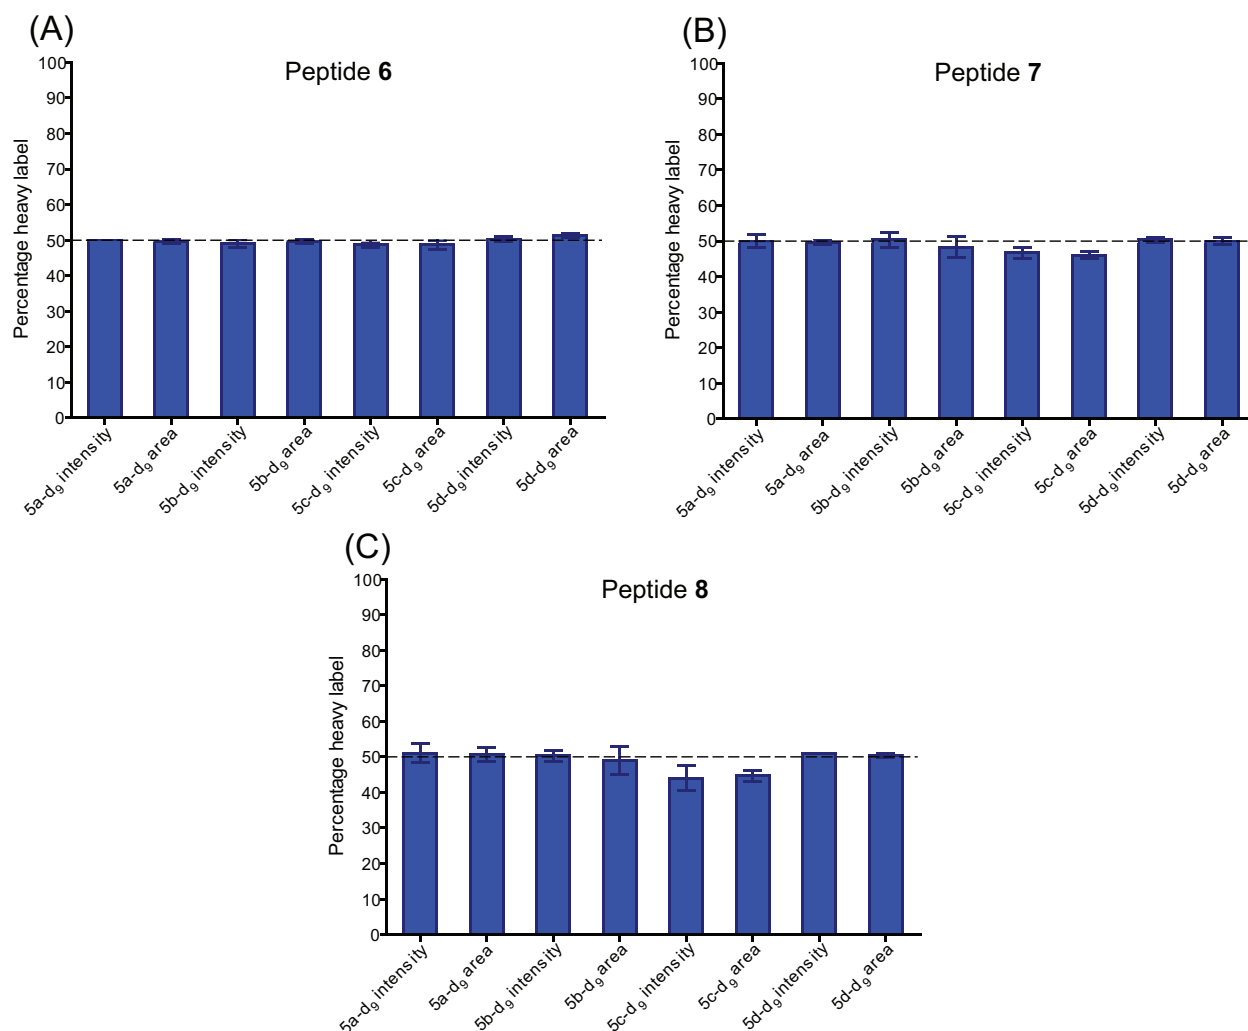 (A)
Peptide 6
Percentage heavy label
100
90
80
70
60
50
40
30
20
10
0
5a-d9 intensity
5a-d9 area
5b-d9 intensity
5b-d9 area
5c-d9 intensity
5c-d9 area
5d-d9 intensity
5d-d9 area
(B)
Peptide 7
Percentage heavy label
100
90
80
70
60
50
40
30
20
10
0
5a-d9 intensity
5a-d9 area
5b-d9 intensity
5b-d9 area
5c-d9 intensity
5c-d9 area
5d-d9 intensity
5d-d9 area
(C)
Peptide 8
Percentage heavy label
100
90
80
70
60
50
40
30
20
10
0
5a-d9 intensity
5a-d9 area
5b-d9 intensity
5b-d9 area
5c-d9 intensity
5c-d9 area
5d-d9 intensity
5d-d9 area